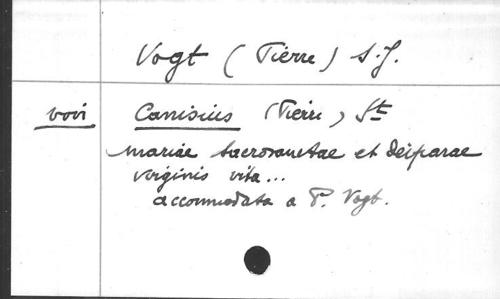 Vogt (Pierre) S.J.
voir Canisius (Pierre) St
Mariae Sacrosanctae et Deiparae
virginis vita...
accommodata a P. Vogt.